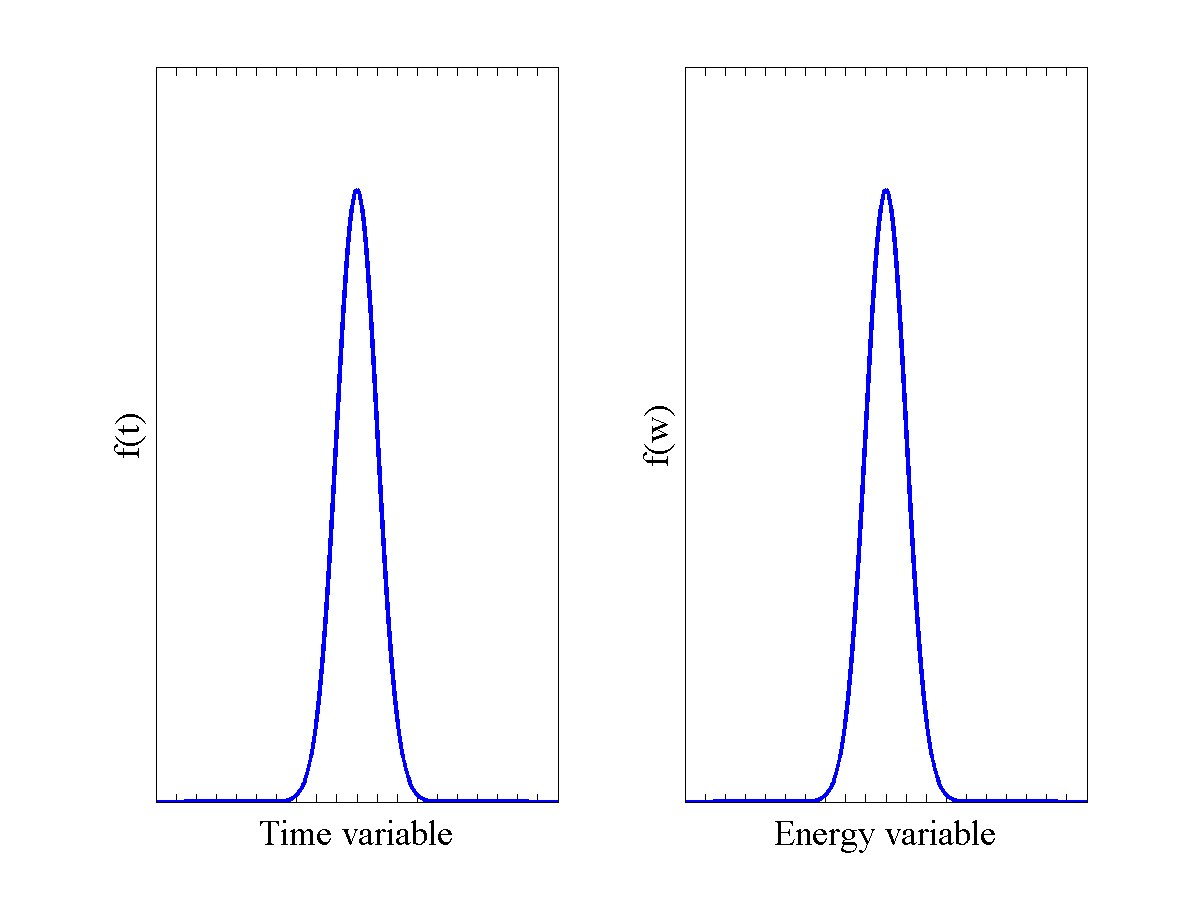 f(t)
Time variable
f(w)
Energy variable